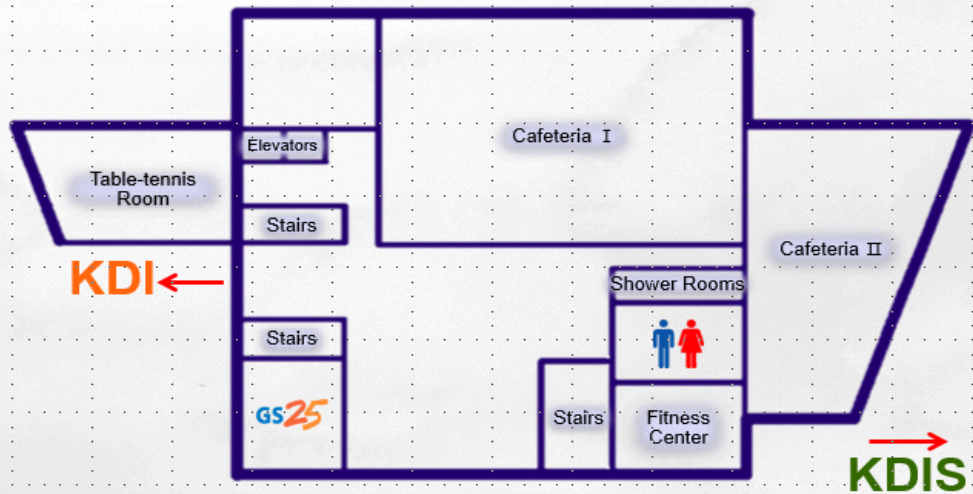 Elevators
Cafeteria Ⅰ
Table-tennis
Room
Stairs
Cafeteria Ⅱ
KDI
Shower Rooms
Stairs
GS25
Stairs
Fitness
Center
KDIS